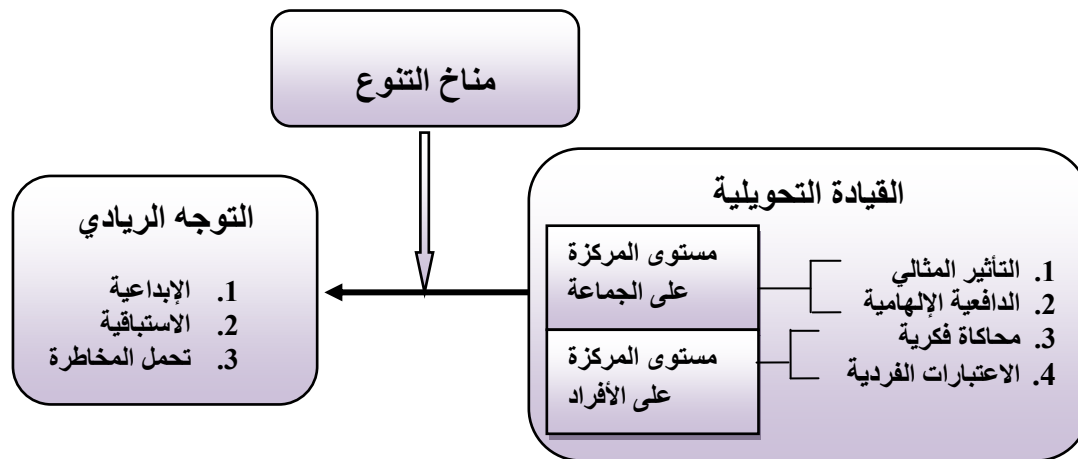 مناخ التنوع
القيادة التحويلية
مستوى المركزة
على الجماعة
مستوى المركزة
على الأفراد
1. التأثير المثالي
2. الدافعية الإلهامية
3. محاكاة فكرية
4. الاعتبارات الفردية
التوجه الريادي
1. الإبداعية
2. الاستباقية
3. تحمل المخاطرة